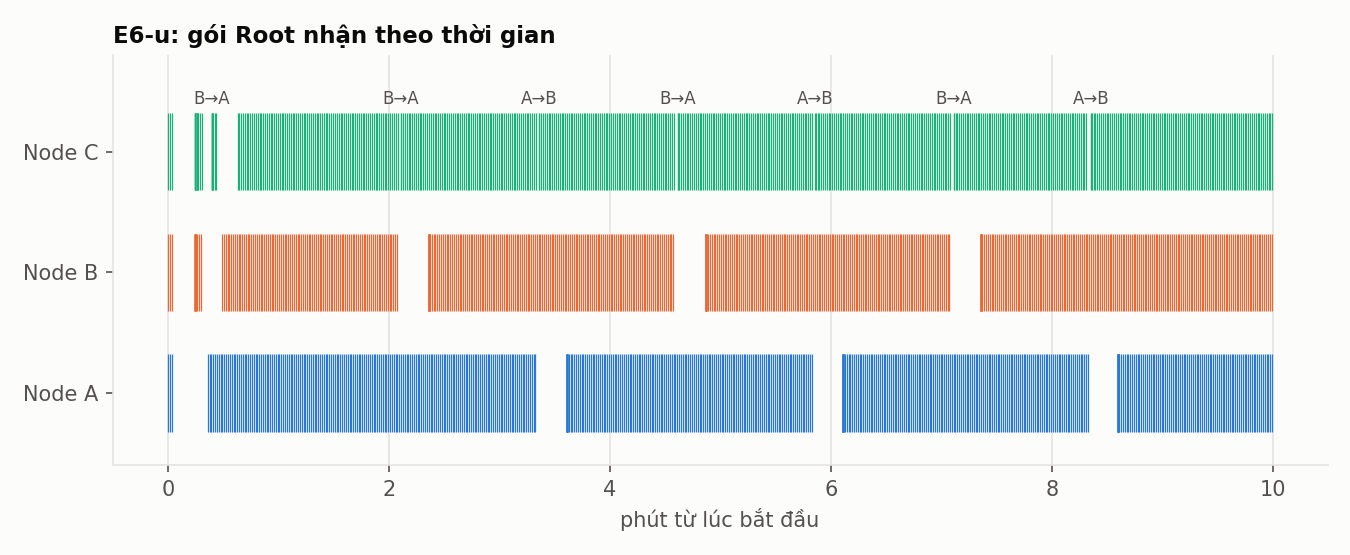 E6-u: gói Root nhận theo thời gian
B→A B→A A→B B→A A→B B→A A→B
Node C
Node B
Node A
0 2 4 6 8 10
phút từ lúc bắt đầu